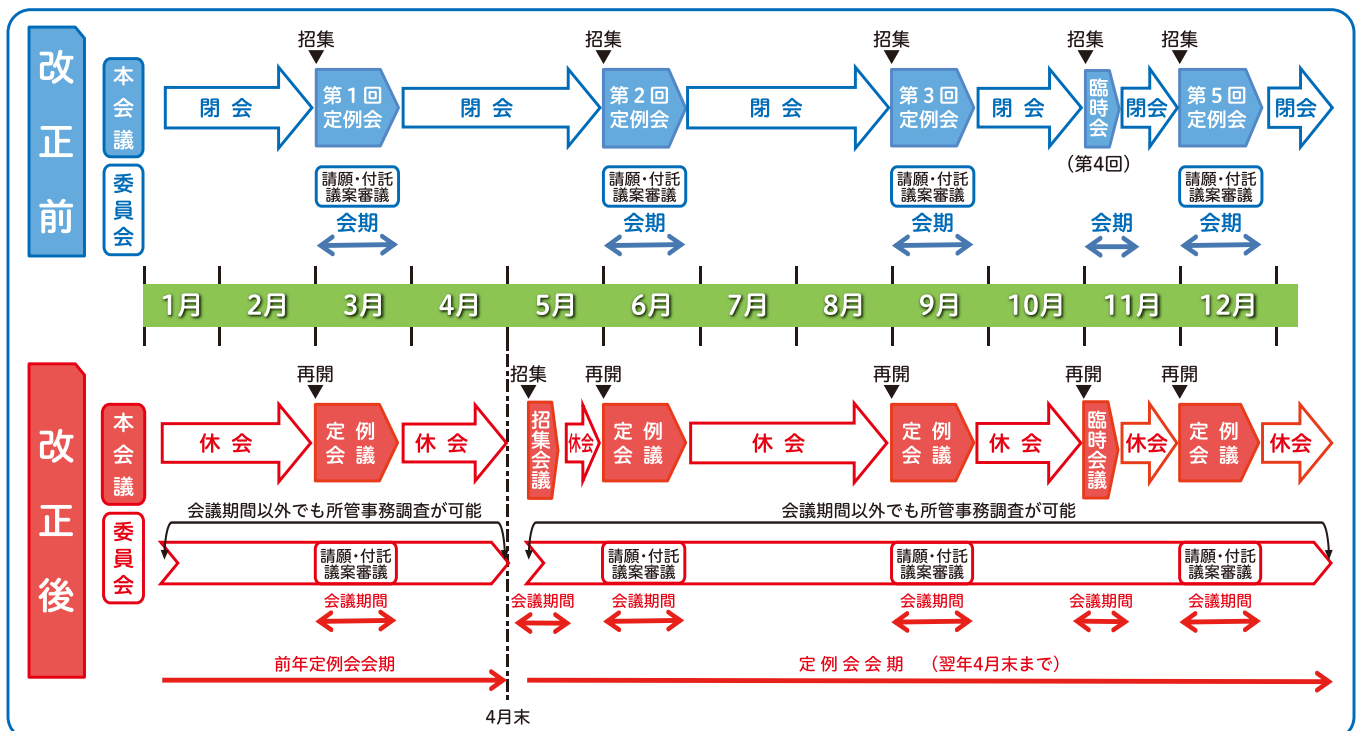 改正前
本会議
委員会
招集
招集
招集
招集
招集
閉会
第1回
定例会
閉会
第2回
定例会
閉会
第3回
定例会
閉会
臨時会
(第4回)
閉会
第5回
定例会
閉会
請願・付託
議案審議
請願・付託
議案審議
請願・付託
議案審議
請願・付託
議案審議
会期
会期
会期
会期
会期
1月
2月
3月
4月
5月
6月
7月
8月
9月
10月
11月
12月
改正後
本会議
委員会
再開
招集
再開
再開
再開
再開
休会
定例
会議
休会
招集会議
休会
定例
会議
休会
定例
会議
休会
臨時会議
休会
定例
会議
休会
会議期間以外でも所管事務調査が可能
会議期間以外でも所管事務調査が可能
請願・付託
議案審議
請願・付託
議案審議
請願・付託
議案審議
請願・付託
議案審議
会議期間
会議期間
会議期間
会議期間
会議期間
会議期間
前年定例会会期
定例会会期 (翌年4月末まで)
4月末